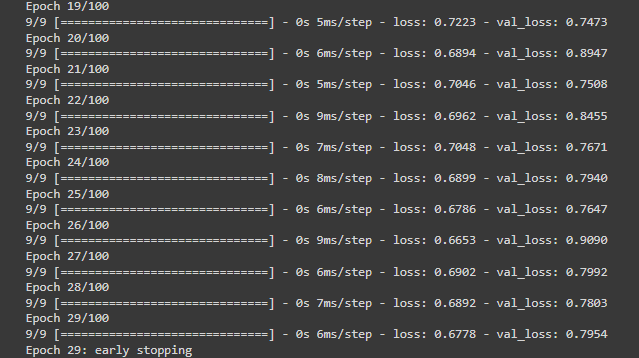 Epoch 19/100
9/9 [==============================] - 0s 5ms/step - loss: 0.7223 - val_loss: 0.7473
Epoch 20/100
9/9 [==============================] - 0s 6ms/step - loss: 0.6894 - val_loss: 0.8947
Epoch 21/100
9/9 [==============================] - 0s 5ms/step - loss: 0.7046 - val_loss: 0.7508
Epoch 22/100
9/9 [==============================] - 0s 9ms/step - loss: 0.6962 - val_loss: 0.8455
Epoch 23/100
9/9 [==============================] - 0s 7ms/step - loss: 0.7048 - val_loss: 0.7671
Epoch 24/100
9/9 [==============================] - 0s 8ms/step - loss: 0.6899 - val_loss: 0.7940
Epoch 25/100
9/9 [==============================] - 0s 6ms/step - loss: 0.6786 - val_loss: 0.7647
Epoch 26/100
9/9 [==============================] - 0s 9ms/step - loss: 0.6653 - val_loss: 0.9090
Epoch 27/100
9/9 [==============================] - 0s 6ms/step - loss: 0.6902 - val_loss: 0.7992
Epoch 28/100
9/9 [==============================] - 0s 7ms/step - loss: 0.6892 - val_loss: 0.7803
Epoch 29/100
9/9 [==============================] - 0s 6ms/step - loss: 0.6778 - val_loss: 0.7954
Epoch 29: early stopping